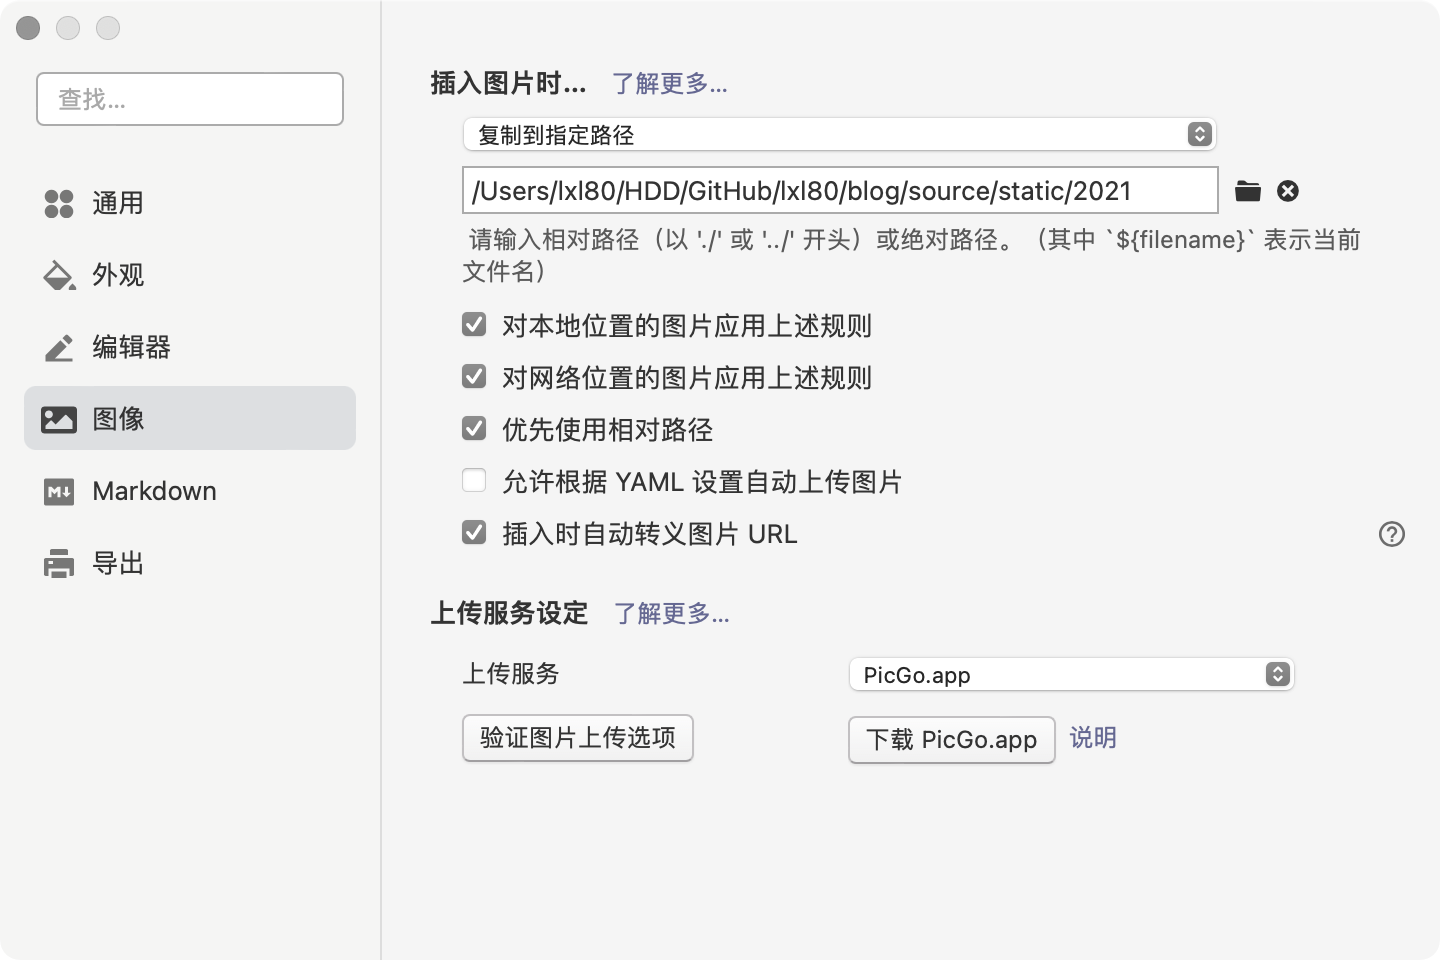 查找...
通用
外观
编辑器
图像
Markdown
导出
插入图片时... 了解更多...
复制到指定路径
/Users/lxl80/HDD/GitHub/lxl80/blog/source/static/2021
请输入相对路径（以 './' 或 '../' 开头）或绝对路径。（其中 `${filename}` 表示当前
文件名）
对本地位置的图片应用上述规则
对网络位置的图片应用上述规则
优先使用相对路径
允许根据 YAML 设置自动上传图片
插入时自动转义图片 URL
上传服务设定 了解更多...
上传服务 PicGo.app
验证图片上传选项 下载 PicGo.app 说明